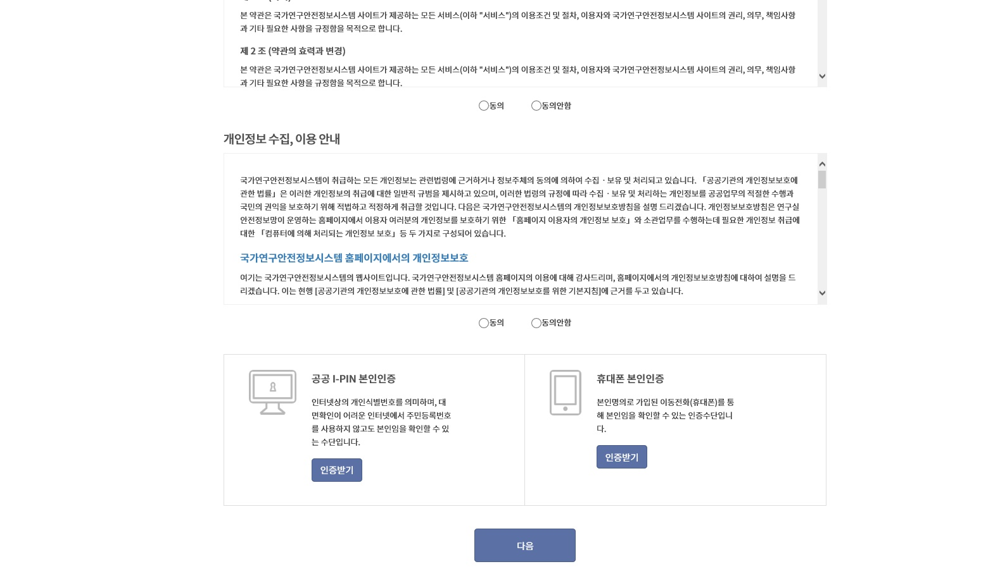 본 약관은 국가연구안전정보시스템 사이트가 제공하는 모든 서비스(이하 "서비스")의 이용조건 및 절차, 이용자와 국가연구안전정보시스템 사이트의 권리, 의무, 책임사항
과 기타 필요한 사항을 규정함을 목적으로 합니다.
제 2 조 (약관의 효력과 변경)
본 약관은 국가연구안전정보시스템 사이트가 제공하는 모든 서비스(이하 "서비스")의 이용조건 및 절차, 이용자와 국가연구안전정보시스템 사이트의 권리, 의무, 책임사항
과 기타 필요한 사항을 규정함을 목적으로 합니다.
동의 동의안함
개인정보 수집, 이용 안내
국가연구안전정보시스템이 취급하는 모든 개인정보는 관련법령에 근거하거나 정보주체의 동의에 의하여 수집ㆍ보유 및 처리되고 있습니다. 「공공기관의 개인정보보호에
관한 법률」은 이러한 개인정보의 취급에 대한 일반적 규범을 제시하고 있으며, 이러한 법령의 규정에 따라 수집ㆍ보유 및 처리하는 개인정보를 공공업무의 적절한 수행과
국민의 권익을 보호하기 위해 적법하고 적정하게 취급할 것입니다. 다음은 국가연구안전정보시스템의 개인정보보호방침을 설명 드리겠습니다. 개인정보보호방침은 연구실
안전정보망이 운영하는 홈페이지에서 이용자 여러분의 개인정보를 보호하기 위한 「홈페이지 이용자의 개인정보 보호」와 소관업무를 수행하는데 필요한 개인정보 취급에
대한 「컴퓨터에 의해 처리되는 개인정보 보호」등 두 가지로 구성되어 있습니다.
국가연구안전정보시스템 홈페이지에서의 개인정보보호
여기는 국가연구안전정보시스템의 웹사이트입니다. 국가연구안전정보시스템 홈페이지의 이용에 대해 감사드리며, 홈페이지에서의 개인정보보호방침에 대하여 설명을 드
리겠습니다. 이는 현행 [공공기관의 개인정보보호에 관한 법률] 및 [공공기관의 개인정보보호를 위한 기본지침]에 근거를 두고 있습니다.
동의 동의안함
공공 I-PIN 본인인증
인터넷상의 개인식별번호를 의미하며, 대
면확인이 어려운 인터넷에서 주민등록번호
를 사용하지 않고도 본인임을 확인할 수 있
는 수단입니다.
인증받기
휴대폰 본인인증
본인명의로 가입된 이동전화(휴대폰)를 통
해 본인임을 확인할 수 있는 인증수단입니
다.
인증받기
다음